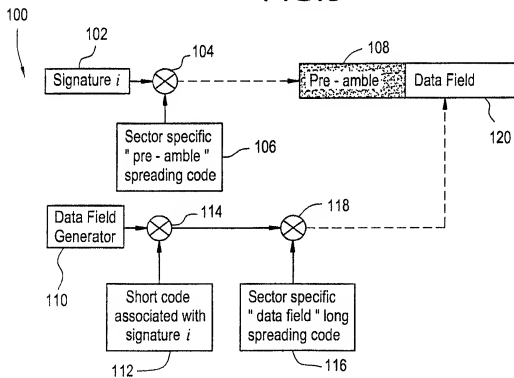 100
102
Signature i
104
108
Pre - amble
Data Field
120
Sector specific
" pre - amble "
spreading code
106
Data Field
Generator
110
114
118
Short code
associated with
signature i
112
Sector specific
" data field " long
spreading code
116